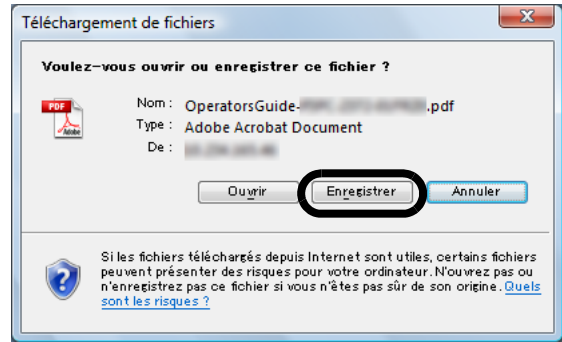 Téléchargement de fichiers
Voulez-vous ouvrir ou enregistrer ce fichier ?
PDF
Adobe
Nom : OperatorsGuide- .pdf
Type : Adobe Acrobat Document
De :
Ouvrir Enregistrer Annuler
Si les fichiers téléchargés depuis Internet sont utiles, certains fichiers
peuvent présenter des risques pour votre ordinateur. N'ouvrez pas ou
n'enregistrez pas ce fichier si vous n'êtes pas sûr de son origine. Quels
sont les risques ?